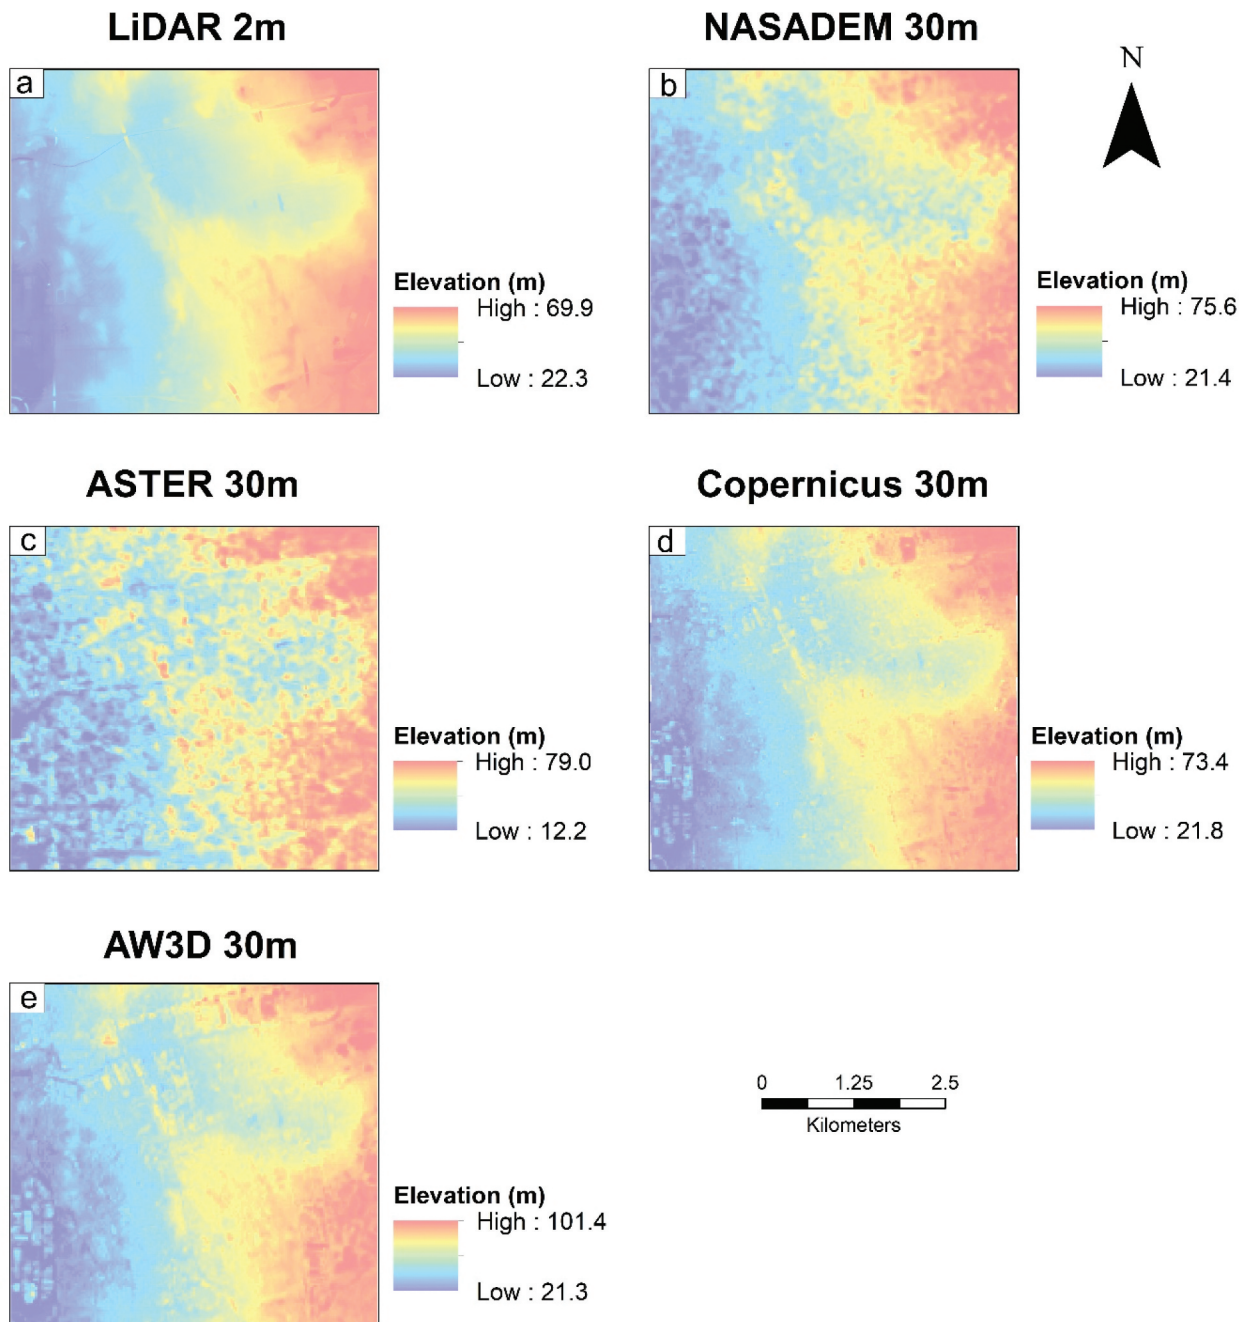 LiDAR 2m
NASADEM 30m
N
a
b
Elevation (m)
High : 69.9
Low : 22.3
Elevation (m)
High : 75.6
Low : 21.4
ASTER 30m
Copernicus 30m
c
d
Elevation (m)
High : 79.0
Low : 12.2
Elevation (m)
High : 73.4
Low : 21.8
AW3D 30m
e
0 1.25 2.5
Kilometers
Elevation (m)
High : 101.4
Low : 21.3